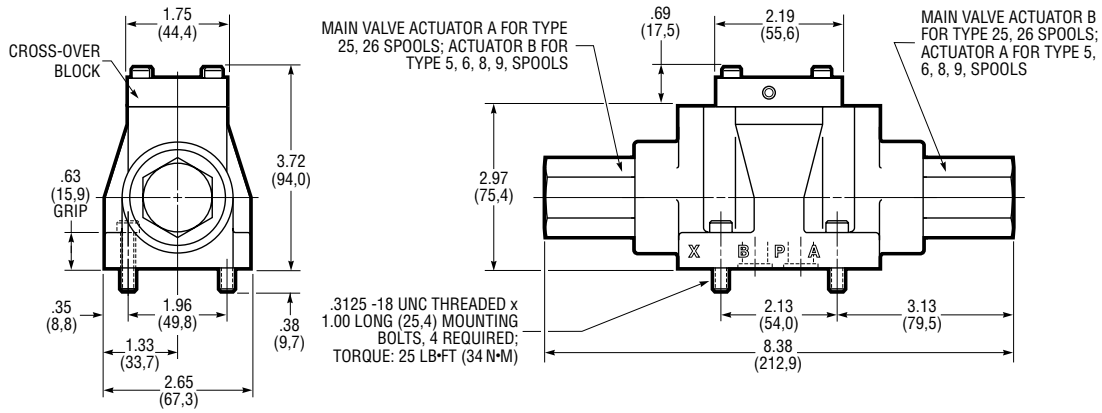 1.75
(44,4)
CROSS-OVER
BLOCK
3.72
(94,0)
.63
(15,9)
GRIP
.35
(8,8)
1.96
(49,8)
.38
(9,7)
1.33
(33,7)
2.65
(67,3)
MAIN VALVE ACTUATOR A FOR TYPE
25, 26 SPOOLS; ACTUATOR B FOR
TYPE 5, 6, 8, 9, SPOOLS
.69
(17,5)
2.19
(55,6)
MAIN VALVE ACTUATOR B
FOR TYPE 25, 26 SPOOLS;
ACTUATOR A FOR TYPE 5,
6, 8, 9, SPOOLS
2.97
(75,4)
X B P A
.3125 -18 UNC THREADED x
1.00 LONG (25,4) MOUNTING
BOLTS, 4 REQUIRED;
TORQUE: 25 LB•FT (34 N•M)
2.13
(54,0)
3.13
(79,5)
8.38
(212,9)